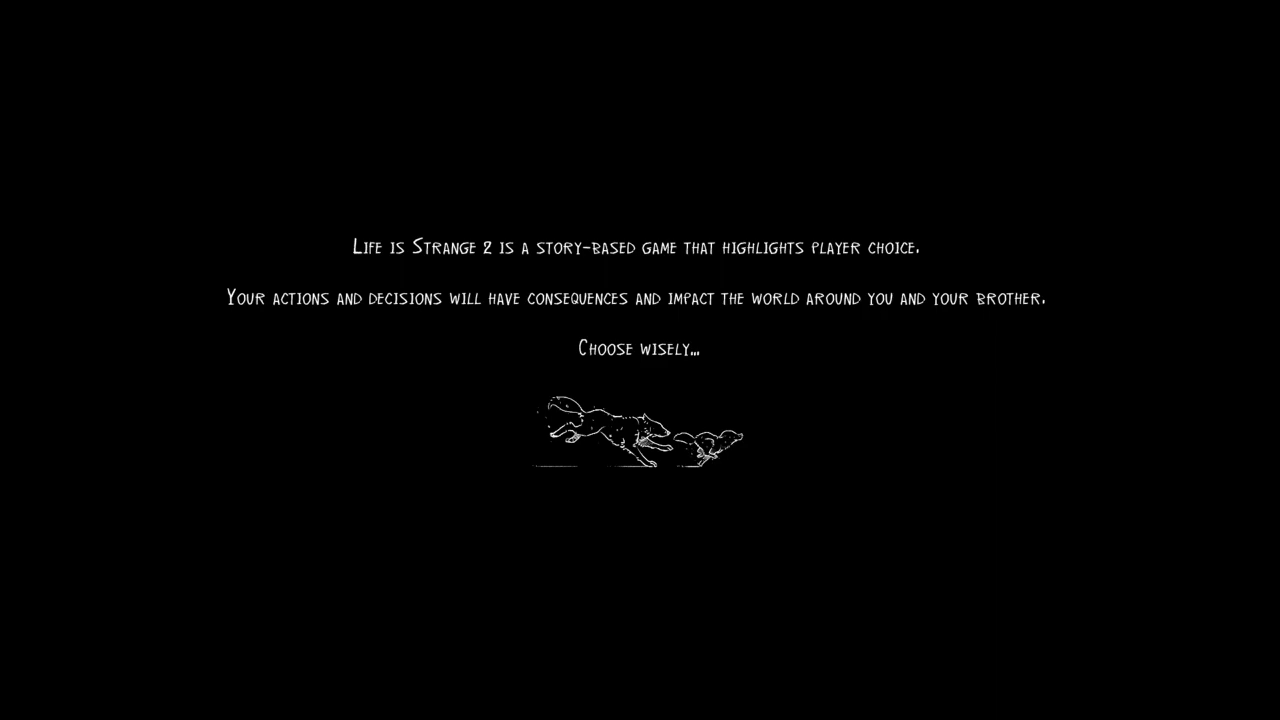 Life is Strange 2 is a story-based game that highlights player choice.
Your actions and decisions will have consequences and impact the world around you and your brother.
Choose wisely...